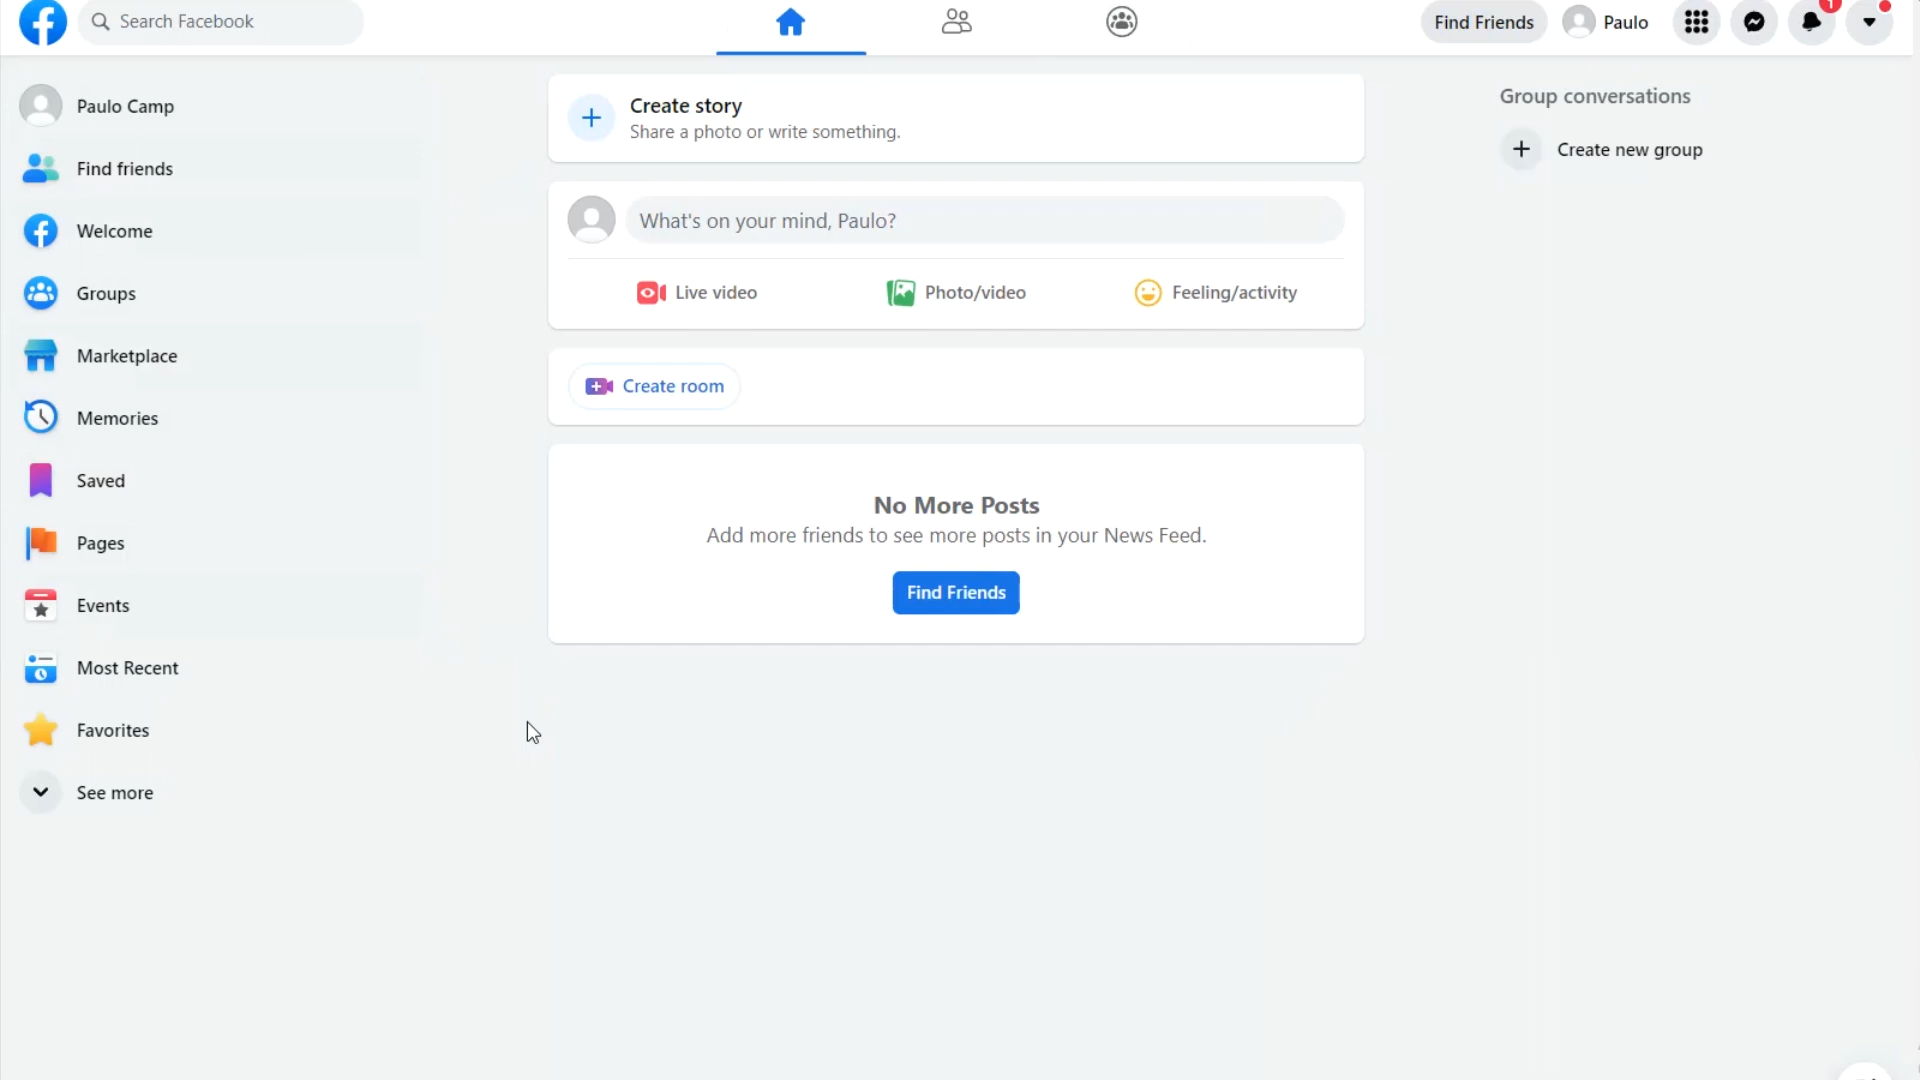 Search Facebook
Find Friends
Paulo
1
Paulo Camp
Find friends
Welcome
Groups
Marketplace
Memories
Saved
Pages
Events
Most Recent
Favorites
See more
Create story
Share a photo or write something.
What's on your mind, Paulo?
Live video
Photo/video
Feeling/activity
Create room
No More Posts
Add more friends to see more posts in your News Feed.
Find Friends
Group conversations
Create new group